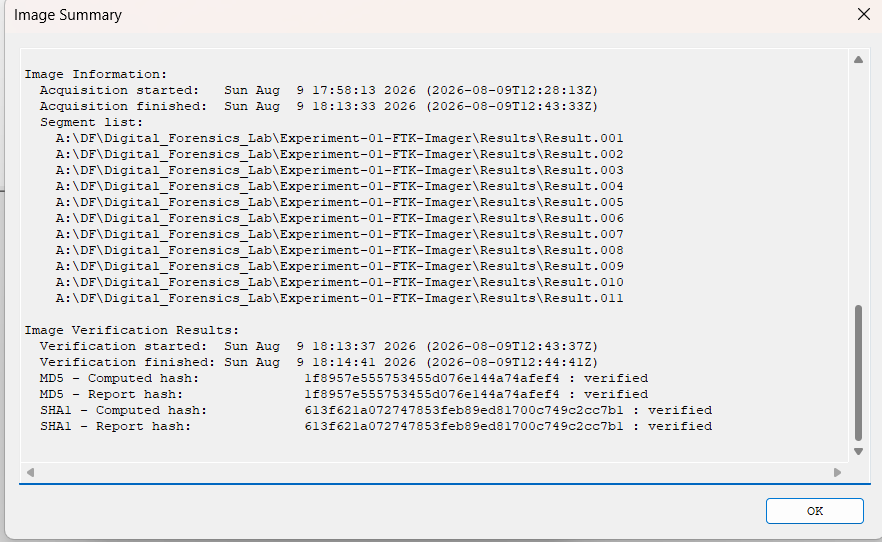 Image Summary
Image Information:
Acquisition started:   Sun Aug  9 17:58:13 2026 (2026-08-09T12:28:13Z)
Acquisition finished:  Sun Aug  9 18:13:33 2026 (2026-08-09T12:43:33Z)
Segment list:
A:\DF\Digital_Forensics_Lab\Experiment-01-FTK-Imager\Results\Result.001
A:\DF\Digital_Forensics_Lab\Experiment-01-FTK-Imager\Results\Result.002
A:\DF\Digital_Forensics_Lab\Experiment-01-FTK-Imager\Results\Result.003
A:\DF\Digital_Forensics_Lab\Experiment-01-FTK-Imager\Results\Result.004
A:\DF\Digital_Forensics_Lab\Experiment-01-FTK-Imager\Results\Result.005
A:\DF\Digital_Forensics_Lab\Experiment-01-FTK-Imager\Results\Result.006
A:\DF\Digital_Forensics_Lab\Experiment-01-FTK-Imager\Results\Result.007
A:\DF\Digital_Forensics_Lab\Experiment-01-FTK-Imager\Results\Result.008
A:\DF\Digital_Forensics_Lab\Experiment-01-FTK-Imager\Results\Result.009
A:\DF\Digital_Forensics_Lab\Experiment-01-FTK-Imager\Results\Result.010
A:\DF\Digital_Forensics_Lab\Experiment-01-FTK-Imager\Results\Result.011
Image Verification Results:
Verification started:  Sun Aug  9 18:13:37 2026 (2026-08-09T12:43:37Z)
Verification finished: Sun Aug  9 18:14:41 2026 (2026-08-09T12:44:41Z)
MD5 - Computed hash:             1f8957e555753455d076e144a74afef4 : verified
MD5 - Report hash:               1f8957e555753455d076e144a74afef4 : verified
SHA1 - Computed hash:            613f621a072747853feb89ed81700c749c2cc7b1 : verified
SHA1 - Report hash:              613f621a072747853feb89ed81700c749c2cc7b1 : verified
OK